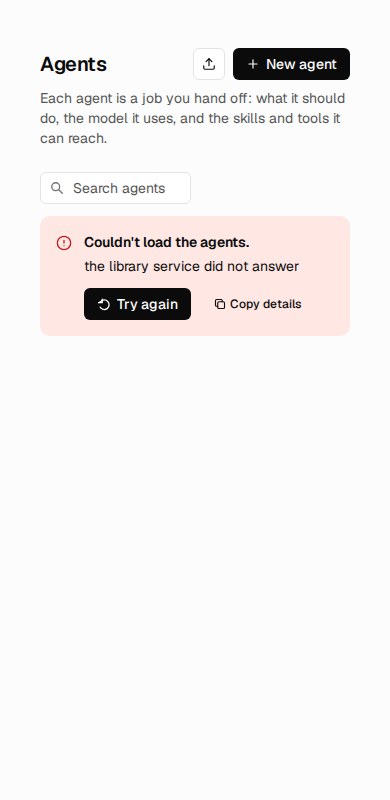 Agents
New agent
Each agent is a job you hand off: what it should
do, the model it uses, and the skills and tools it
can reach.
Search agents
Couldn't load the agents.
the library service did not answer
Try again
Copy details